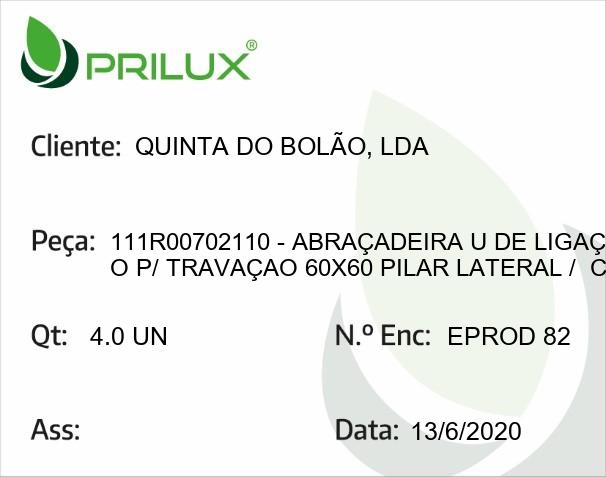 PRILUX®
Cliente: QUINTA DO BOLÃO, LDA
Peça: 111R00702110 - ABRAÇADEIRA U DE LIGAÇ
O P/ TRAVAÇAO 60X60 PILAR LATERAL / C
Qt: 4.0 UN N.º Enc: EPROD 82
Ass: Data: 13/6/2020